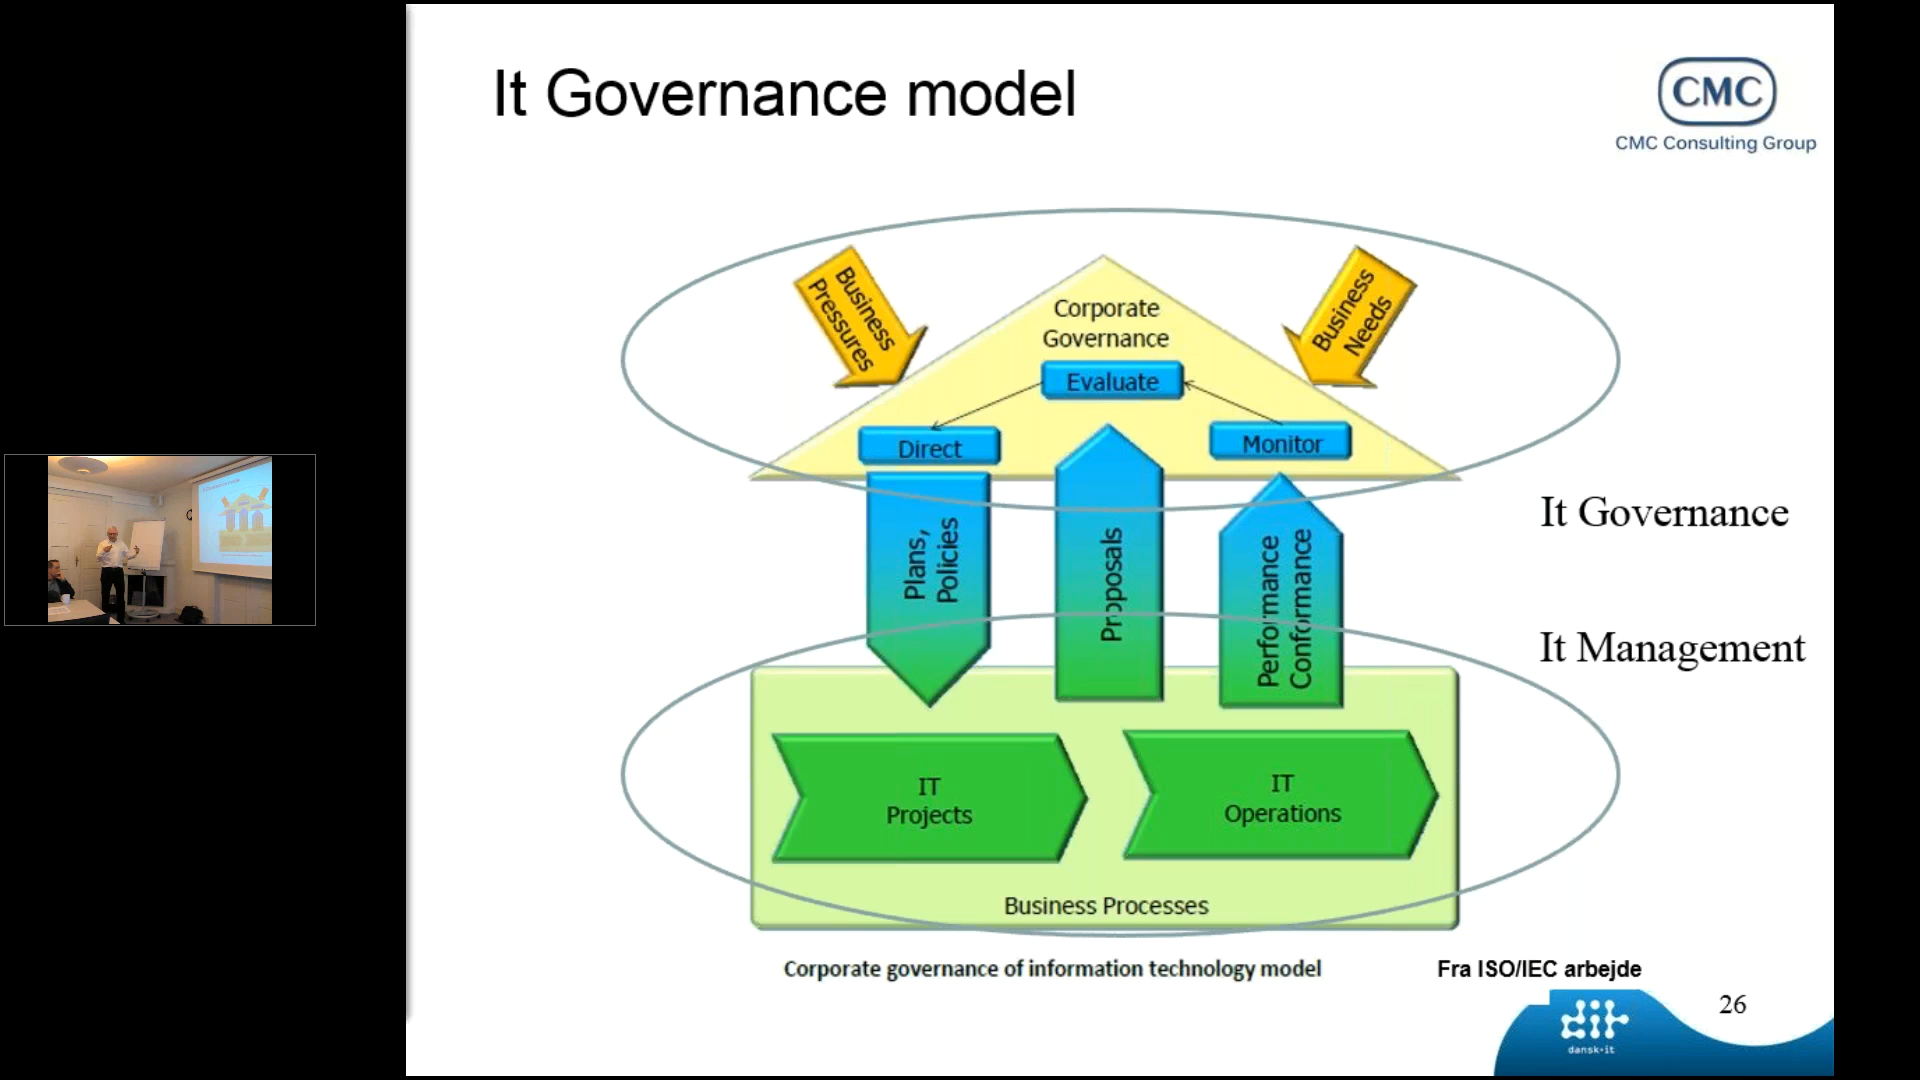 It Governance model
CMC
CMC Consulting Group
Business
Pressures
Business
Needs
Corporate
Governance
Evaluate
Direct
Monitor
Plans,
Policies
Proposals
Performance
Conformance
It Governance
It Management
IT
Projects
IT
Operations
Business Processes
Corporate governance of information technology model
Fra ISO/IEC arbejde
26
dit
dansk·it